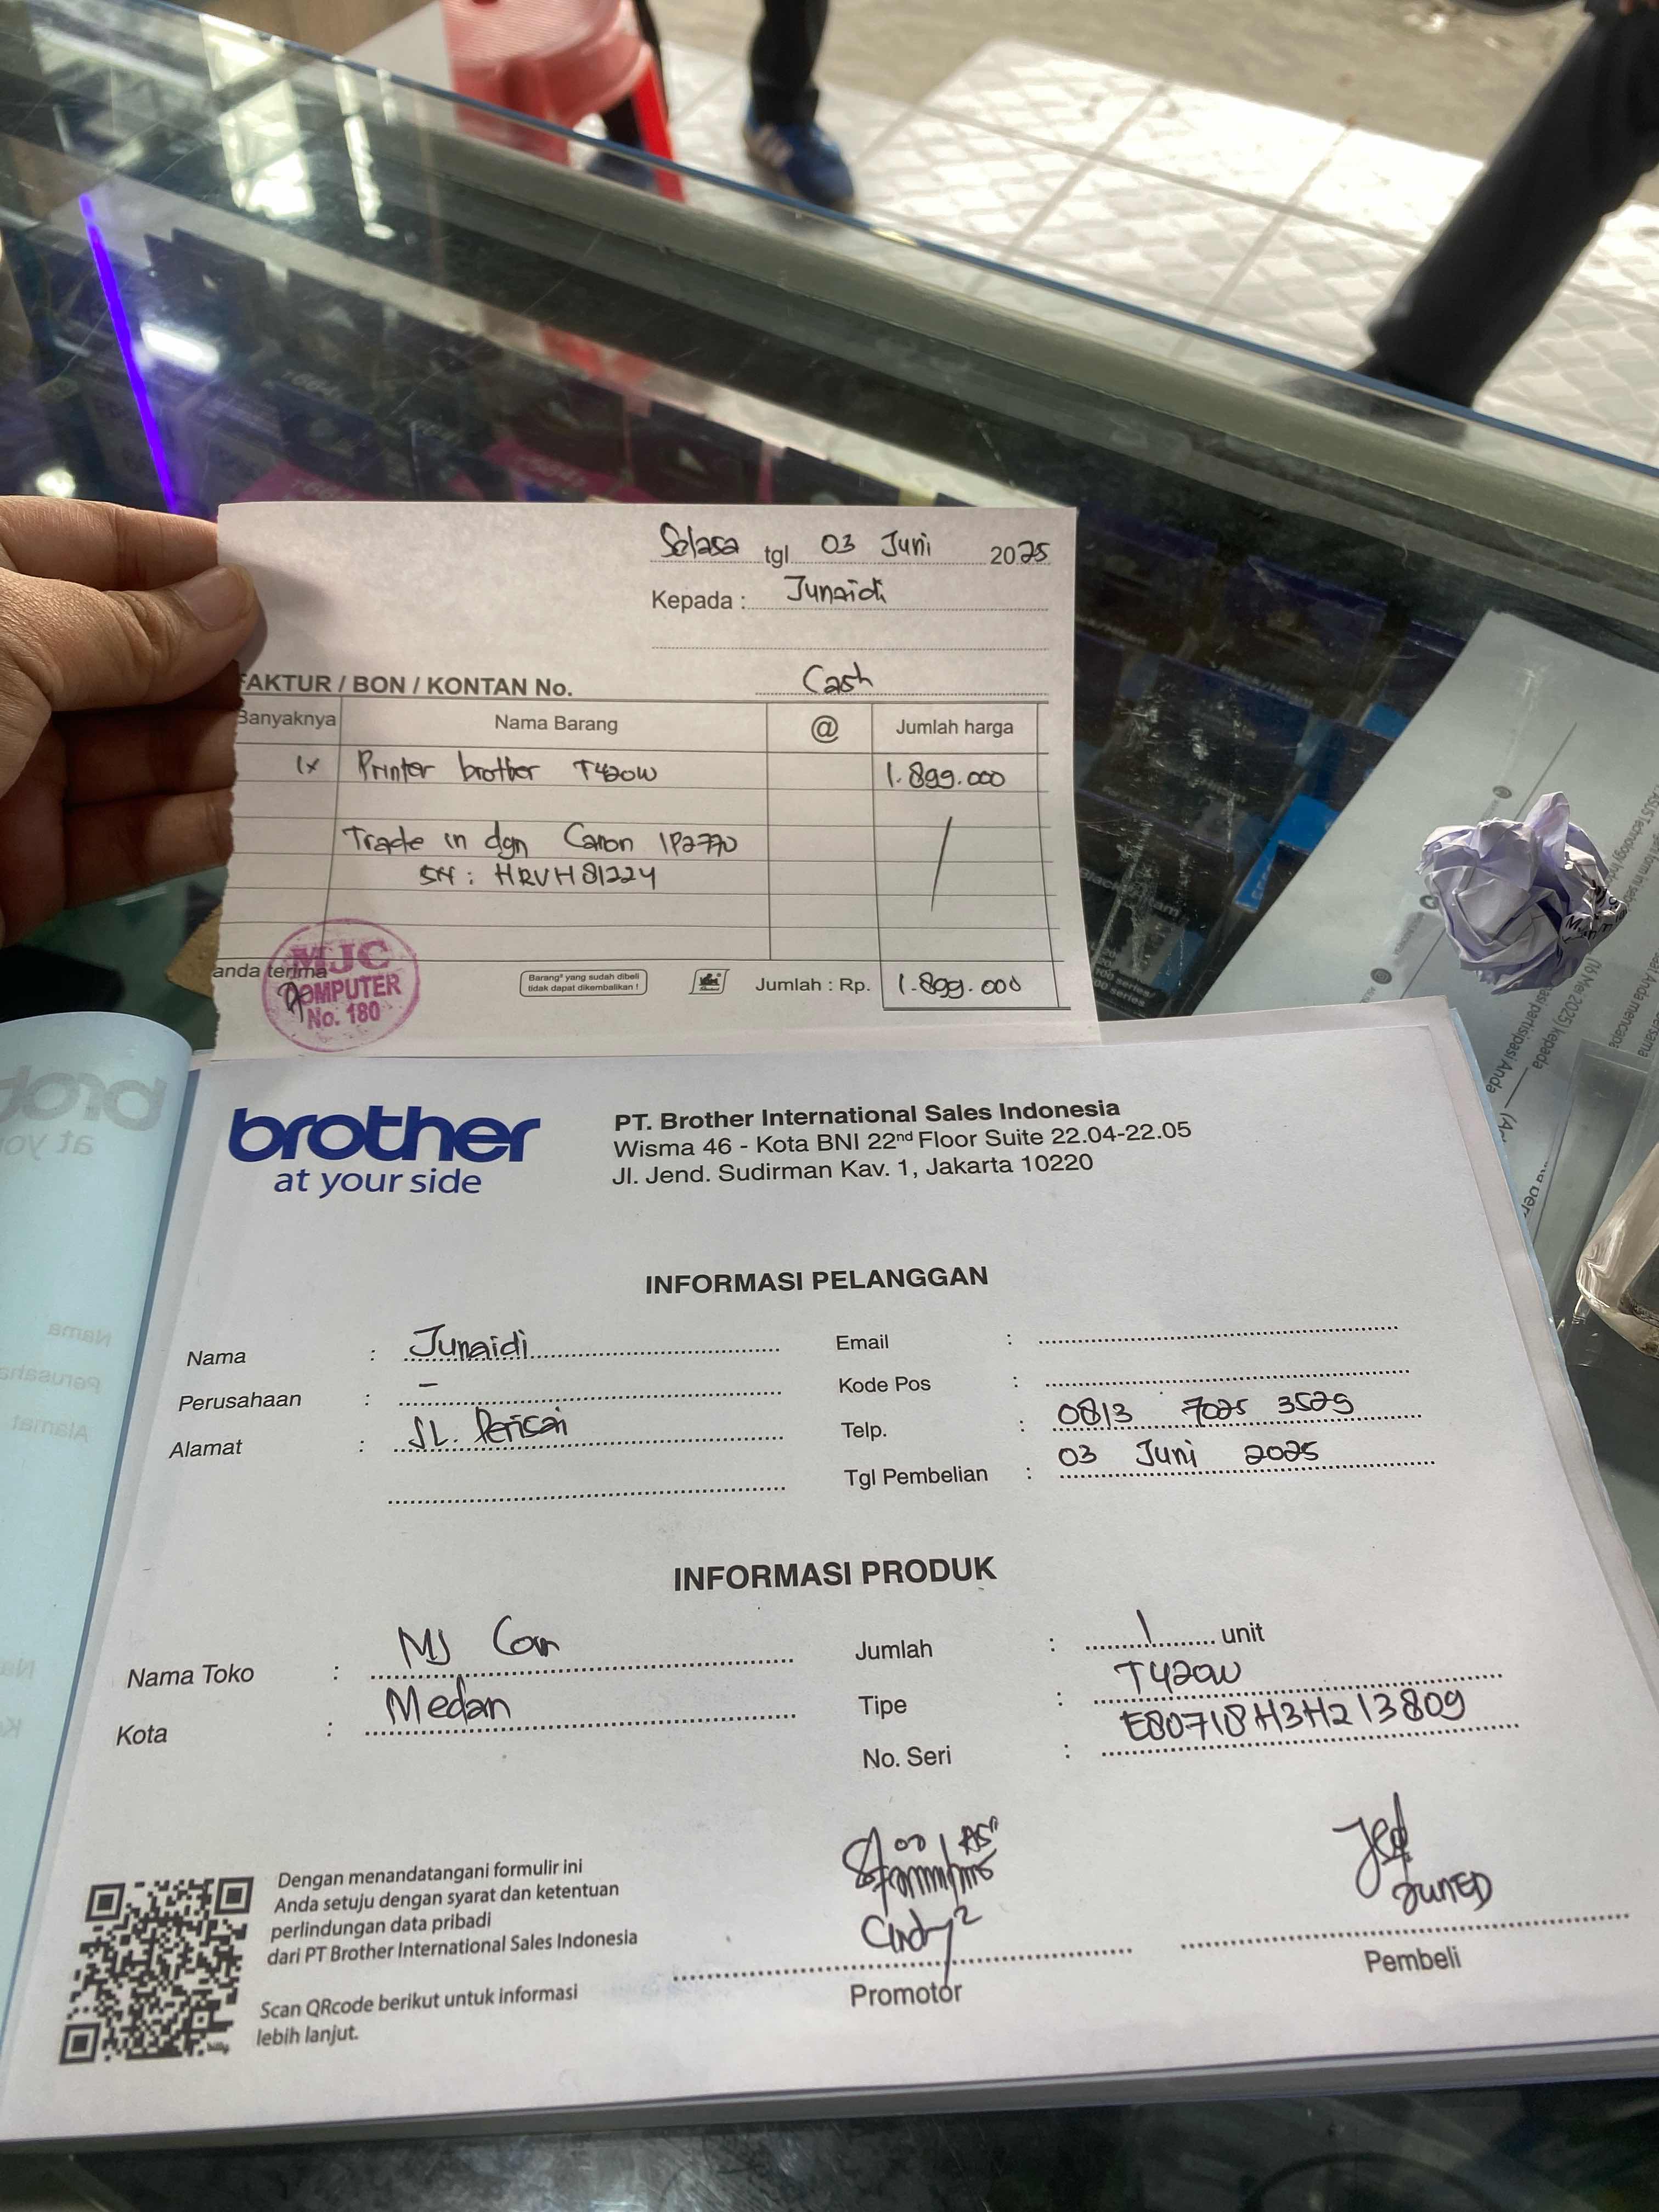 Selasa tgl 03 Juni 2025
Kepada : Junaidi
FAKTUR / BON / KONTAN No. Cash
Banyaknya Nama Barang @ Jumlah harga
1x Printer brother T420W 1.899.000
Trade in dgn Canon IP2770
SN : HRVH81224
anda terima
MJC
COMPUTER
No. 180
Barang² yang sudah dibeli
tidak dapat dikembalikan !
Jumlah : Rp. 1.899.000
brother
at your side
PT. Brother International Sales Indonesia
Wisma 46 - Kota BNI 22nd Floor Suite 22.04-22.05
Jl. Jend. Sudirman Kav. 1, Jakarta 10220
INFORMASI PELANGGAN
Nama : Junaidi
Perusahaan : –
Alamat : JL. Perisai
Email :
Kode Pos :
Telp. : 0813 7025 3529
Tgl Pembelian : 03 Juni 2025
INFORMASI PRODUK
Nama Toko : MJ Com
Kota : Medan
Jumlah : 1 unit
Tipe : T420W
No. Seri : E80718H3H213809
Dengan menandatangani formulir ini
Anda setuju dengan syarat dan ketentuan
perlindungan data pribadi
dari PT Brother International Sales Indonesia
Scan QRcode berikut untuk informasi
lebih lanjut.
Cindy²
Promotor
JunED
Pembeli